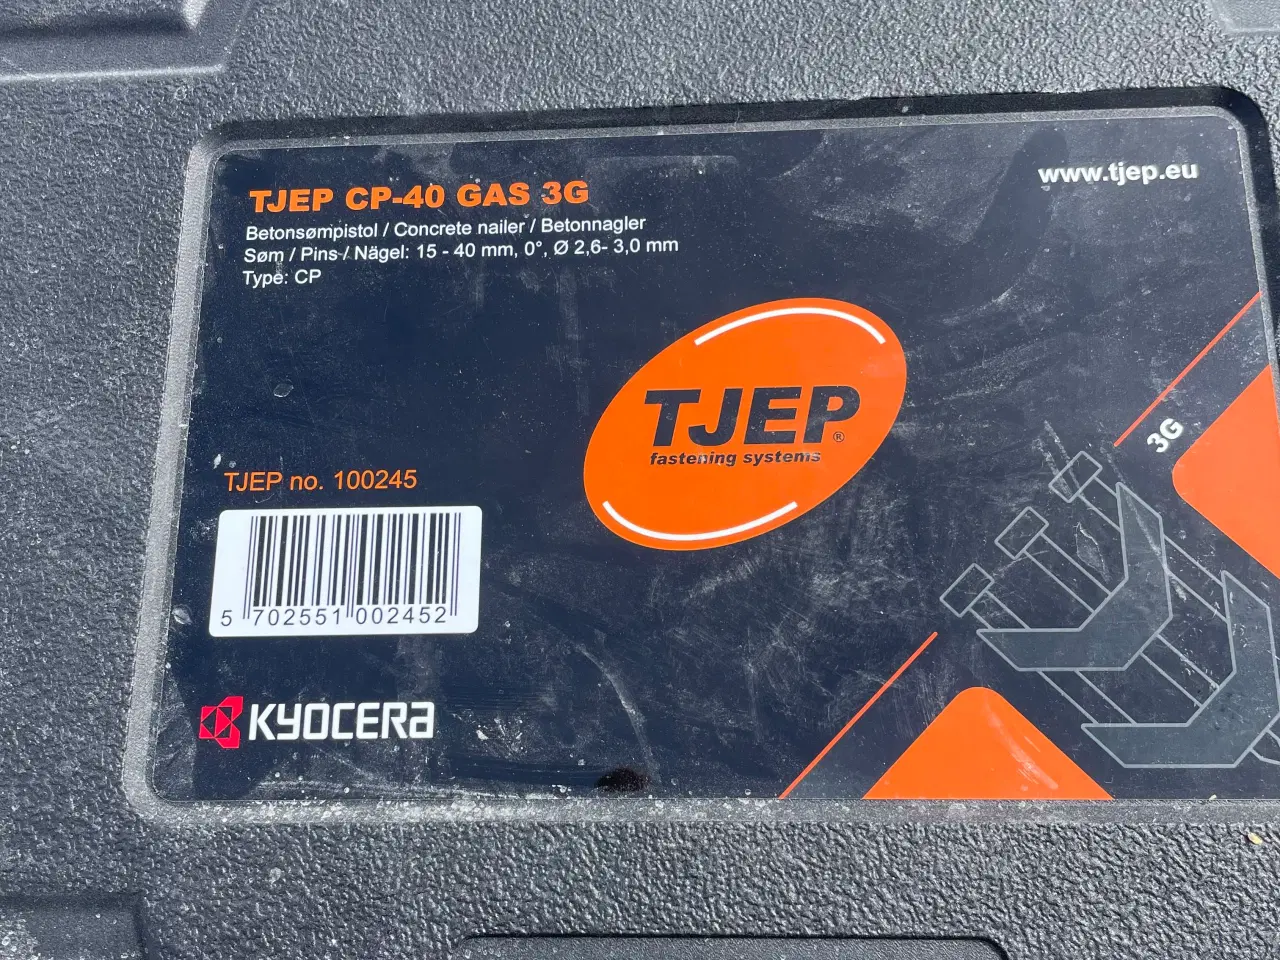 TJEP CP-40 GAS 3G
www.tjep.eu
Betonsømpistol / Concrete nailer / Betonnagler
Søm / Pins / Nägel: 15 - 40 mm, 0°, Ø 2,6- 3,0 mm
Type: CP
TJEP®
fastening systems
3G
TJEP no. 100245
5 702551 002452
KYOCERA